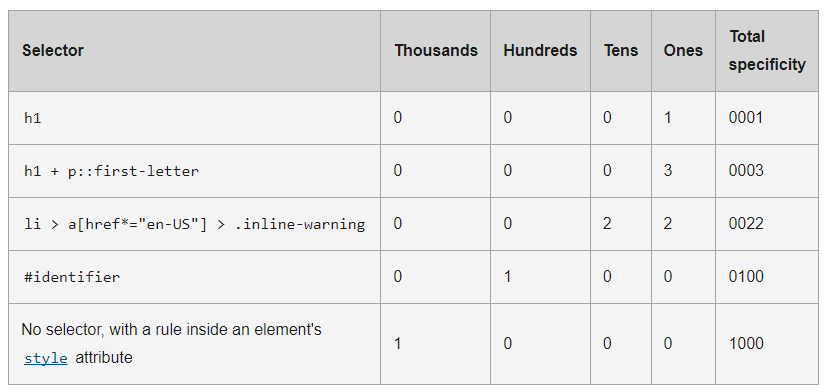 Selector Thousands Hundreds Tens Ones Total specificity
h1 0 0 0 1 0001
h1 + p::first-letter 0 0 0 3 0003
li > a[href*="en-US"] > .inline-warning 0 0 2 2 0022
#identifier 0 1 0 0 0100
No selector, with a rule inside an element's
style attribute 1 0 0 0 1000